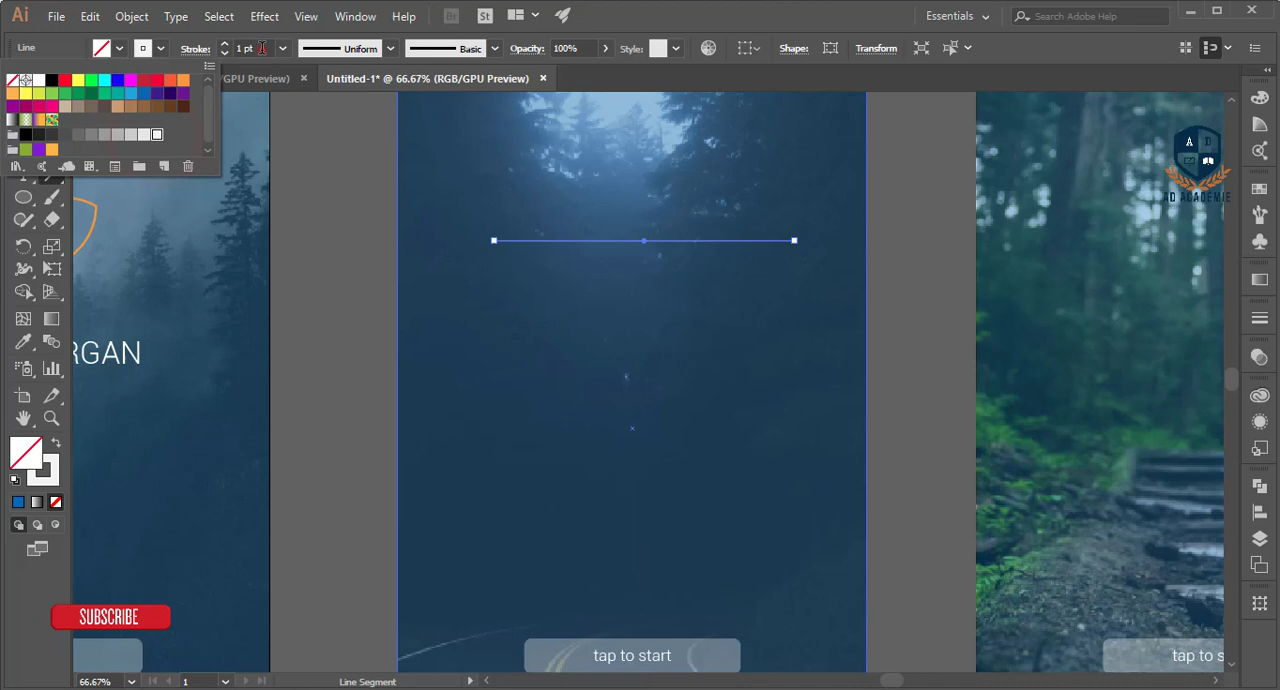 Ai File Edit Object Type Select Effect View Window Help Br St Essentials Search Adobe Help
Line Stroke: 1 pt Uniform Basic Opacity: 100% Style: Shape: Transform
/GPU Preview) × Untitled-1* @ 66.67% (RGB/GPU Preview) ×
A D
AD ACADEMIE
RGAN
SUBSCRIBE
tap to start
tap to s
66.67% 1 Line Segment